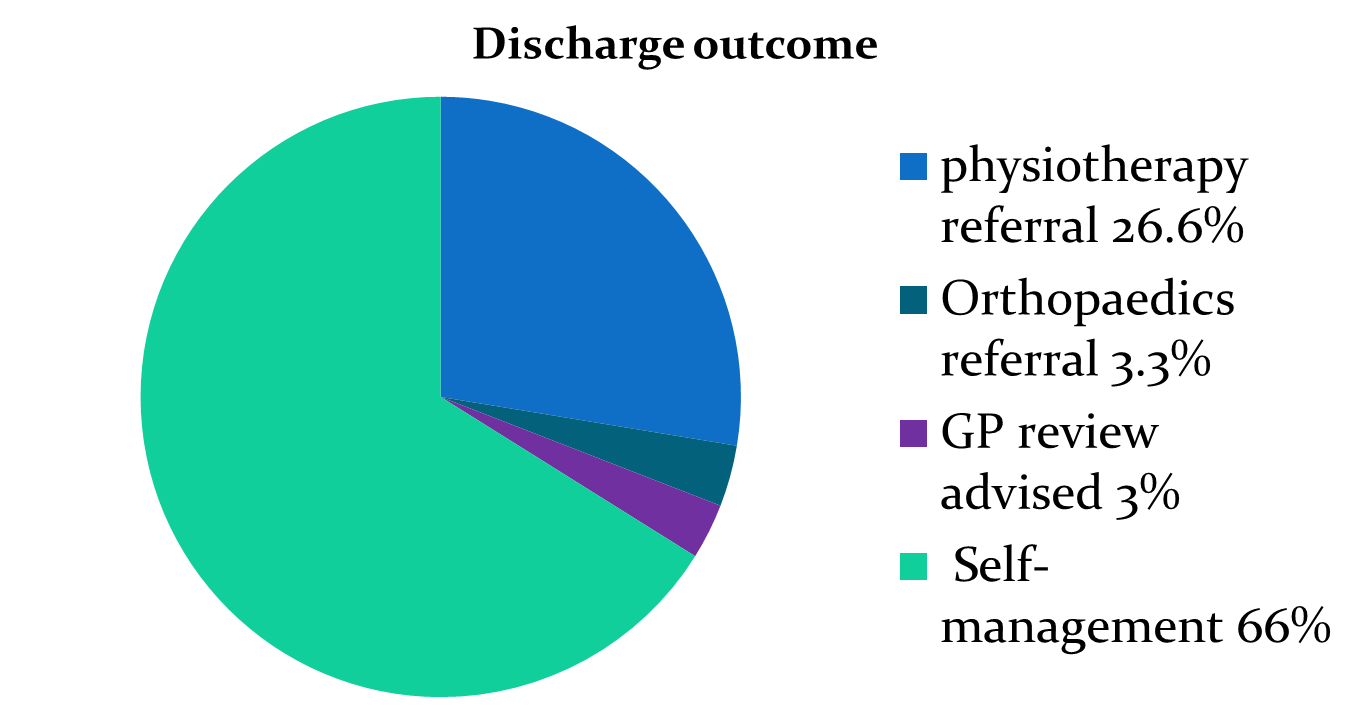 Discharge outcome
physiotherapy
referral 26.6%
Orthopaedics
referral 3.3%
GP review
advised 3%
Self-
management 66%